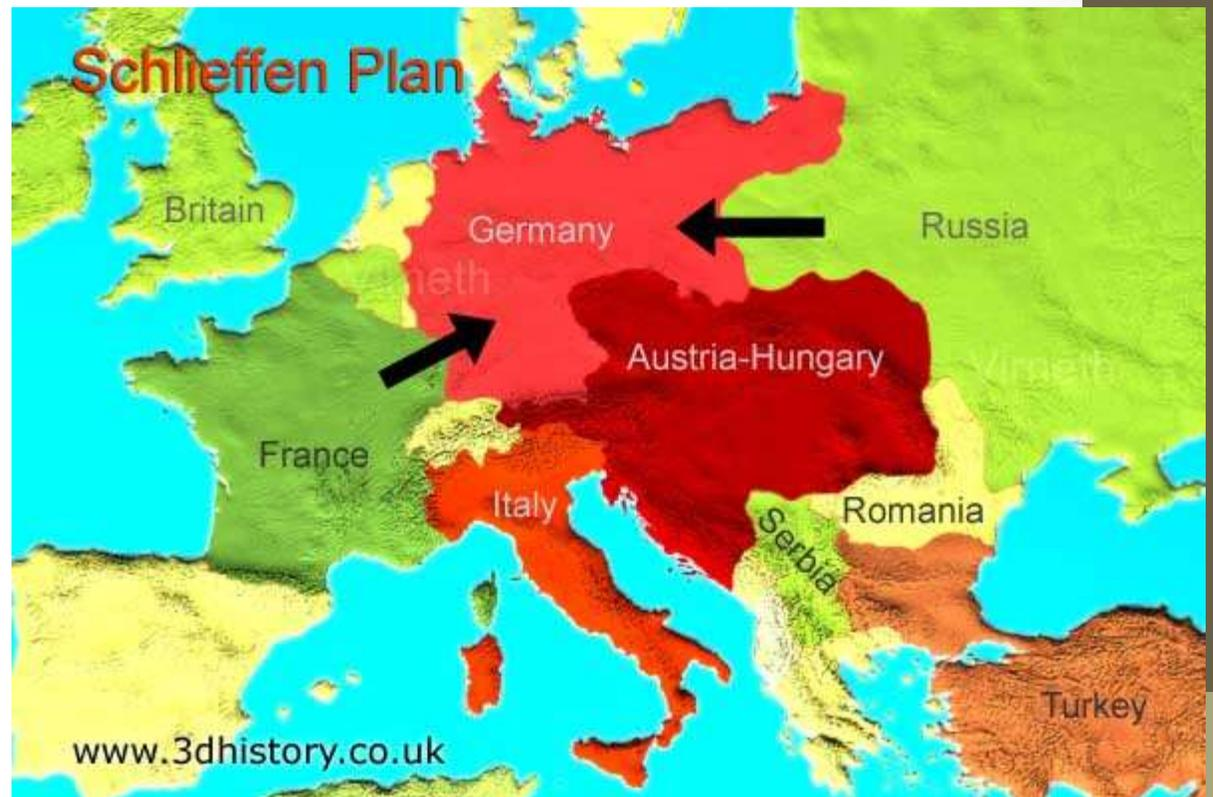 Schlieffen Plan
Britain
Germany
Russia
Austria-Hungary
France
Italy
Romania
Serbia
Turkey
www.3dhistory.co.uk